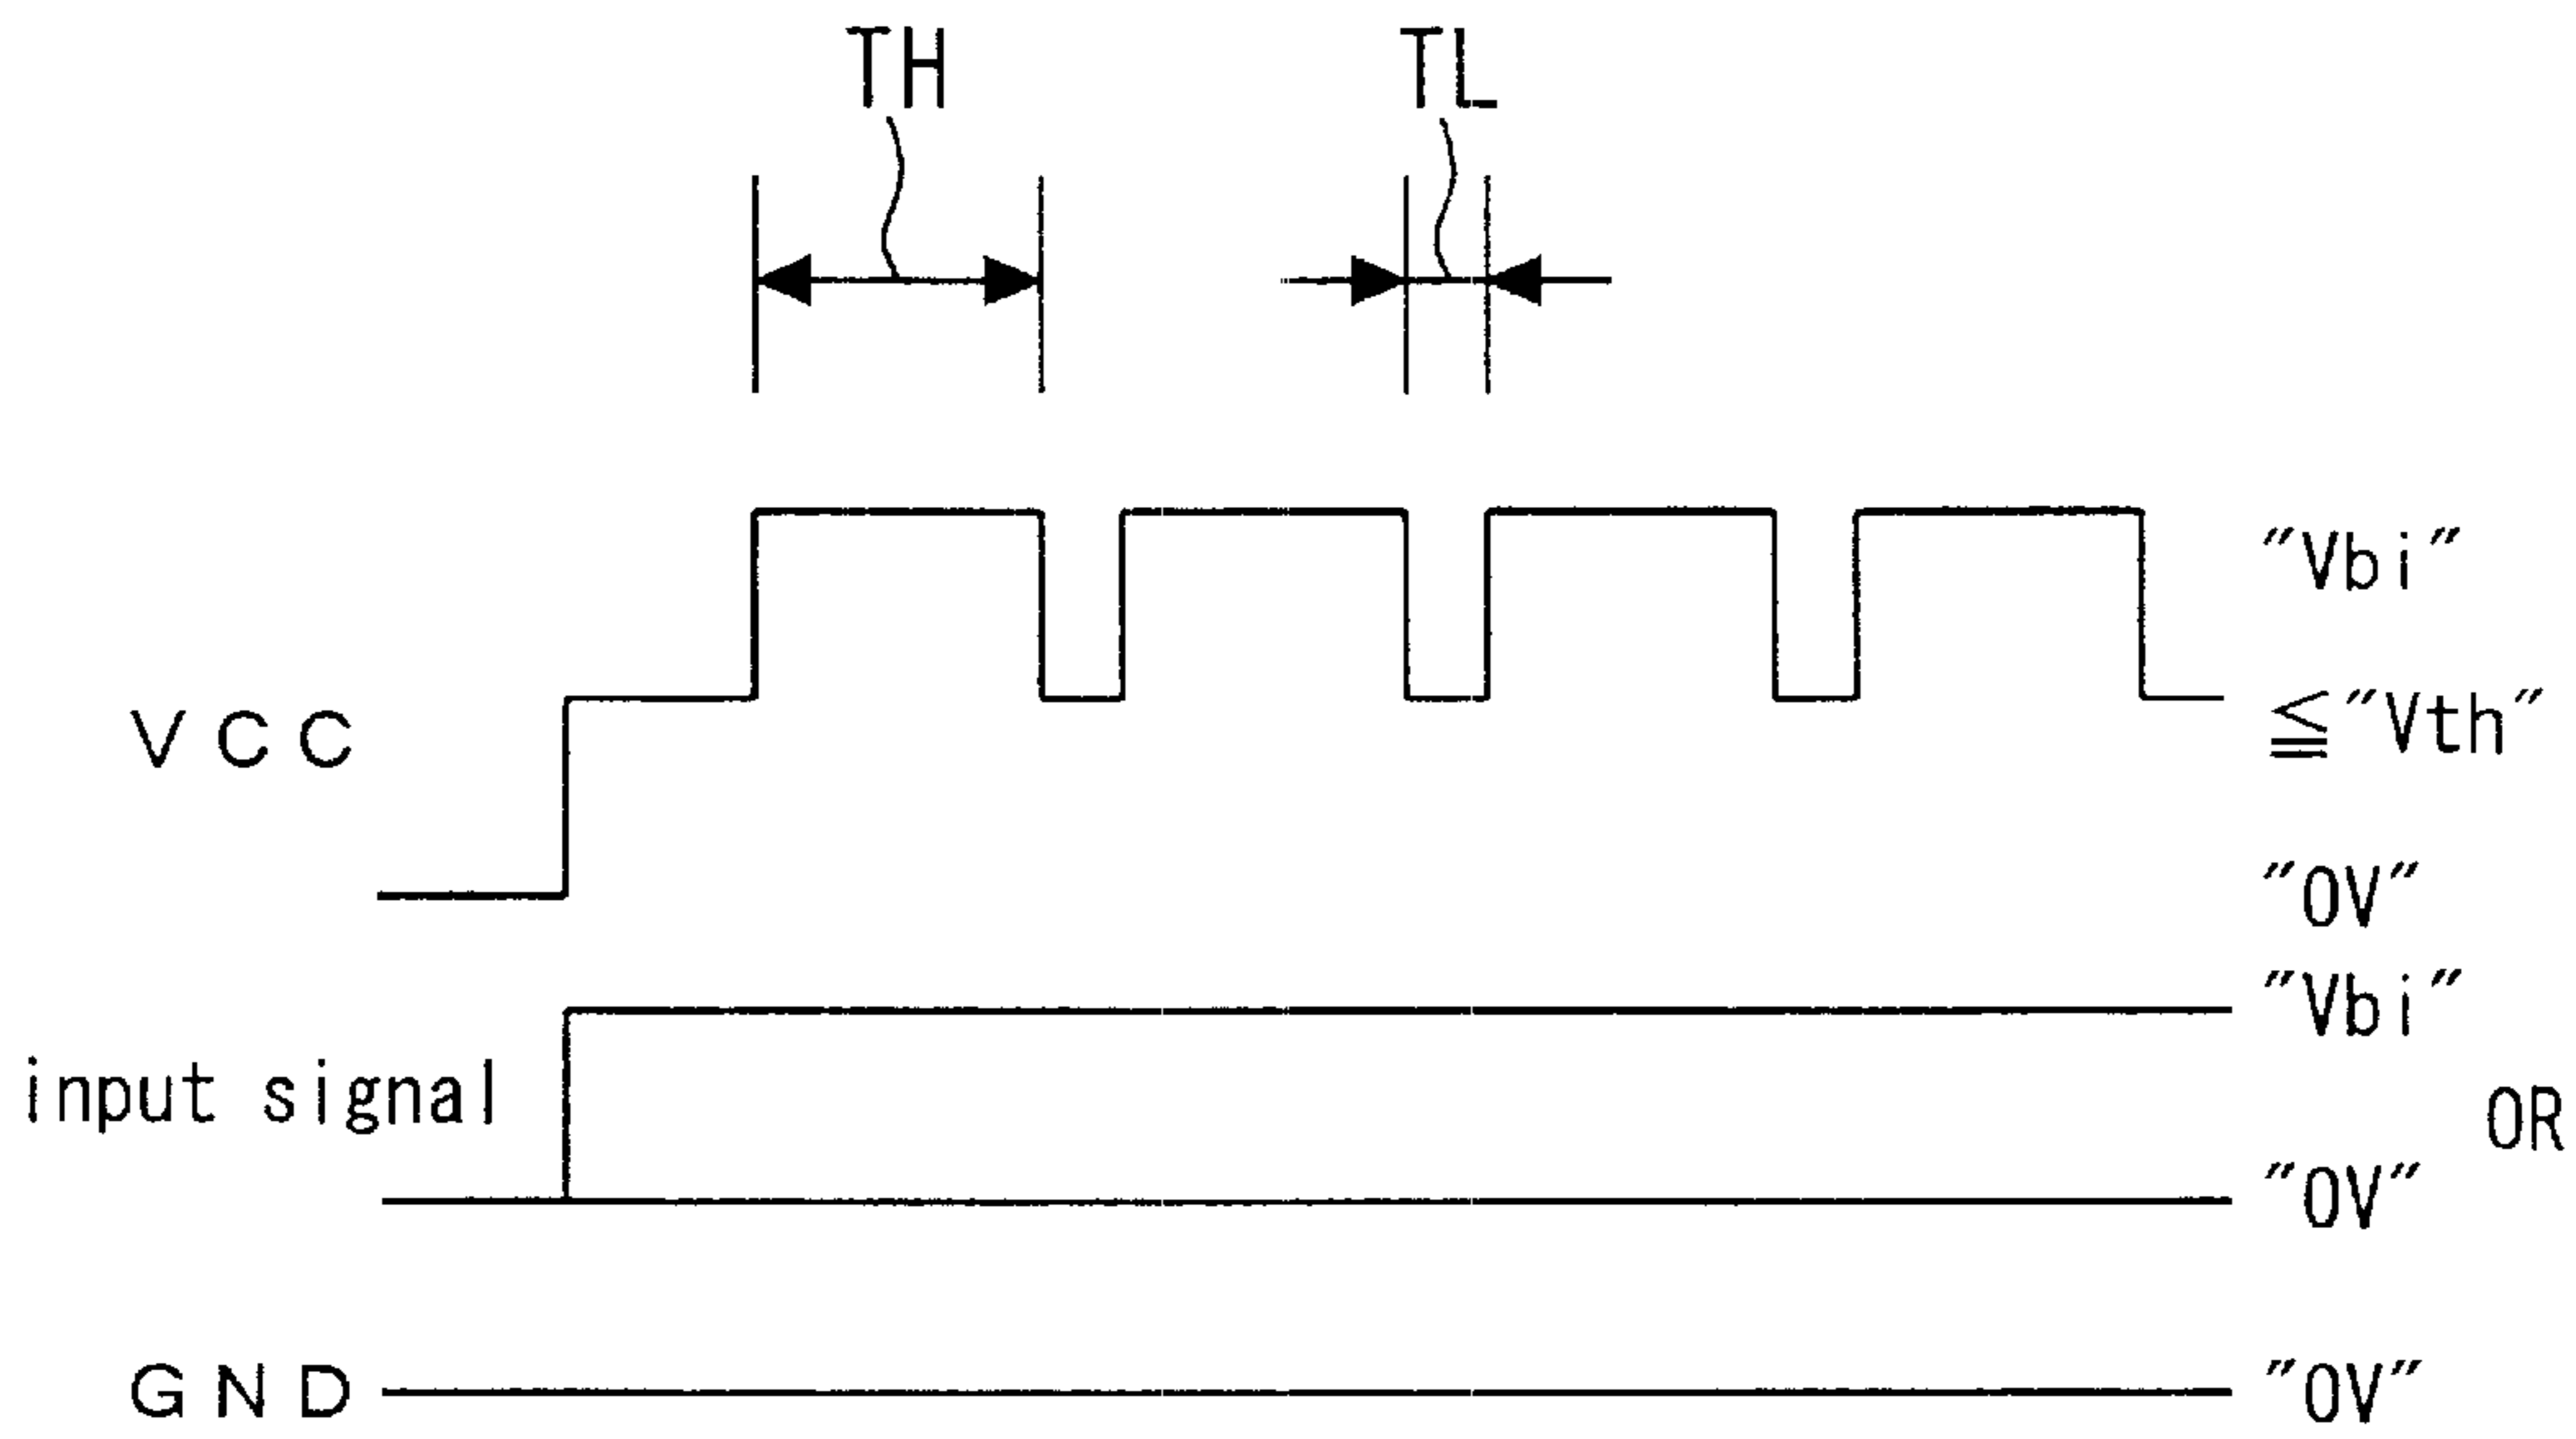 TH TL
"Vbi"
VCC ≦"Vth"
"0V"
"Vbi"
input signal OR
"0V"
GND "0V"